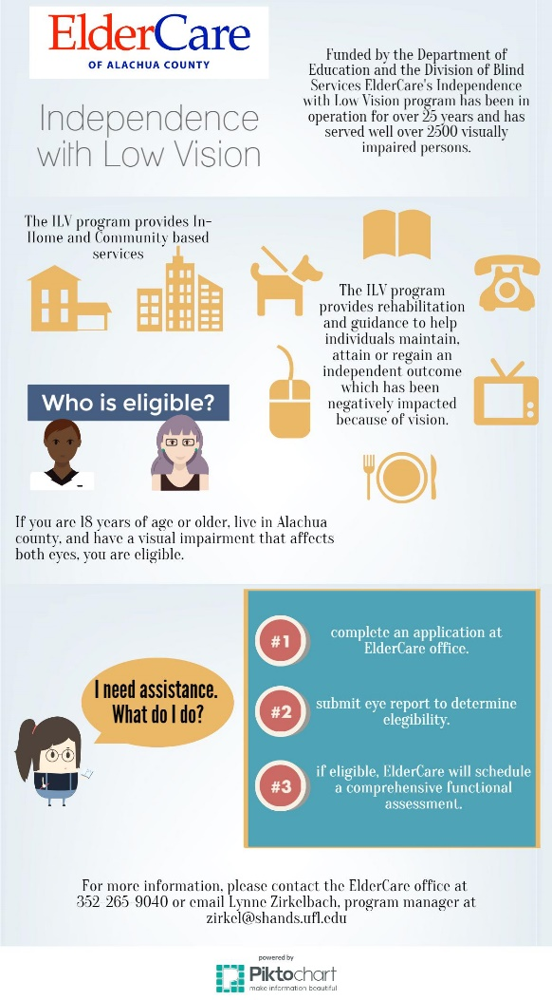 ElderCare
OF ALACHUA COUNTY
Independence
with Low Vision
Funded by the Department of
Education and the Division of Blind
Services ElderCare's Independence
with Low Vision program has been in
operation for over 25 years and has
served well over 2500 visually
impaired persons.
The ILV program provides In-
Home and Community based
services
The ILV program
provides rehabilitation
and guidance to help
individuals maintain,
attain or regain an
independent outcome
which has been
negatively impacted
because of vision.
Who is eligible?
If you are 18 years of age or older, live in Alachua
county, and have a visual impairment that affects
both eyes, you are eligible.
I need assistance.
What do I do?
#1
complete an application at
ElderCare office.
#2
submit eye report to determine
elegibility.
#3
if eligible, ElderCare will schedule
a comprehensive functional
assessment.
For more information, please contact the ElderCare office at
352-265-9040 or email Lynne Zirkelbach, program manager at
zirkel@shands.ufl.edu
powered by
Piktochart
make information beautiful